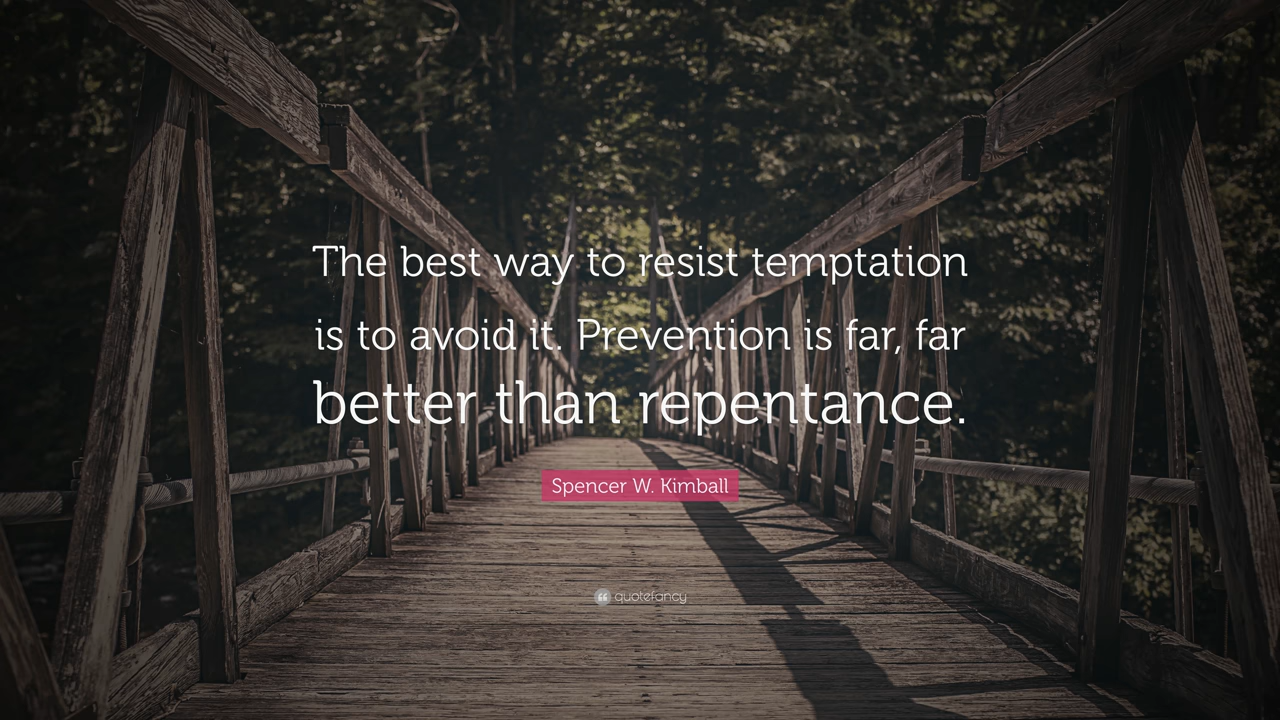 The best way to resist temptation
is to avoid it. Prevention is far, far
better than repentance.
Spencer W. Kimball
quotefancy